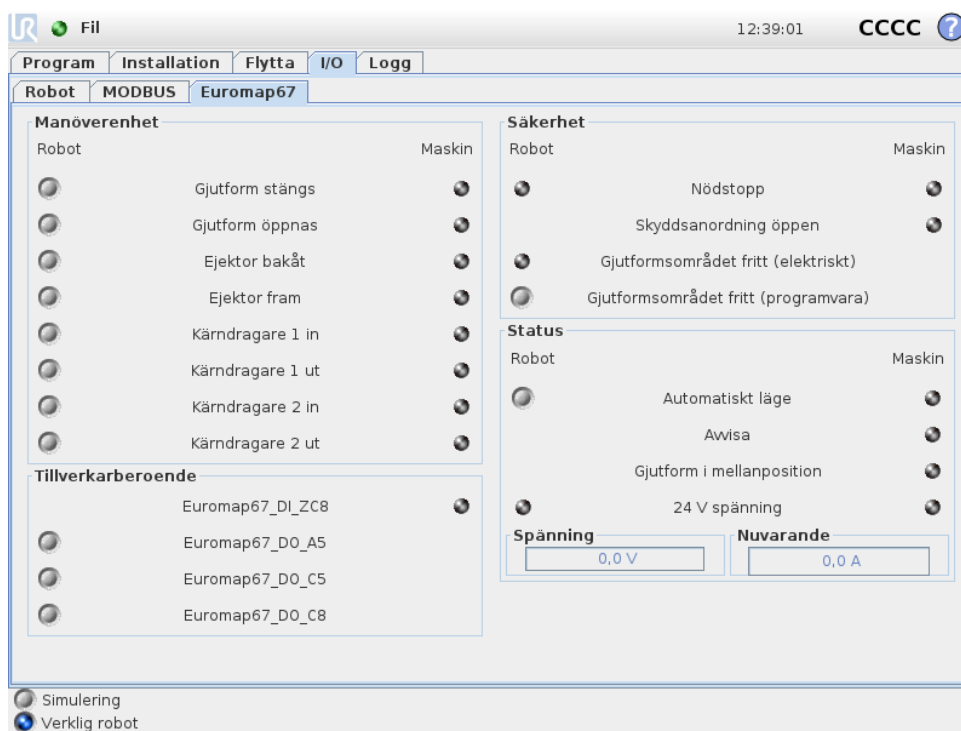 UR Fil 12:39:01 CCCC ?
Program Installation Flytta I/O Logg
Robot MODBUS Euromap67
Manöverenhet
Robot Maskin
Gjutform stängs
Gjutform öppnas
Ejektor bakåt
Ejektor fram
Kärndragare 1 in
Kärndragare 1 ut
Kärndragare 2 in
Kärndragare 2 ut
Tillverkarberoende
Euromap67_DI_ZC8
Euromap67_DO_A5
Euromap67_DO_C5
Euromap67_DO_C8
Säkerhet
Robot Maskin
Nödstopp
Skyddsanordning öppen
Gjutformsområdet fritt (elektriskt)
Gjutformsområdet fritt (programvara)
Status
Robot Maskin
Automatiskt läge
Avvisa
Gjutform i mellanposition
24 V spänning
Spänning Nuvarande
0,0 V 0,0 A
Simulering
Verklig robot